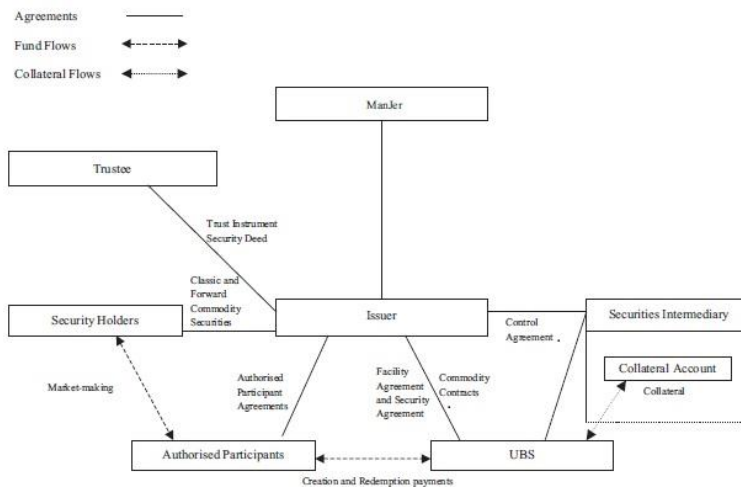 Agreements
Fund Flows
Collateral Flows
ManJer
Trustee
Trust Instrument
Security Deed
Classic and
Forward
Commodity
Securities
Security Holders
Issuer
Securities Intermediary
Control
Agreement
Collateral Account
Collateral
Market-making
Authorised
Participant
Agreements
Facility
Agreement
and Security
Agreement
Commodity
Contracts
Authorised Participants
UBS
Creation and Redemption payments